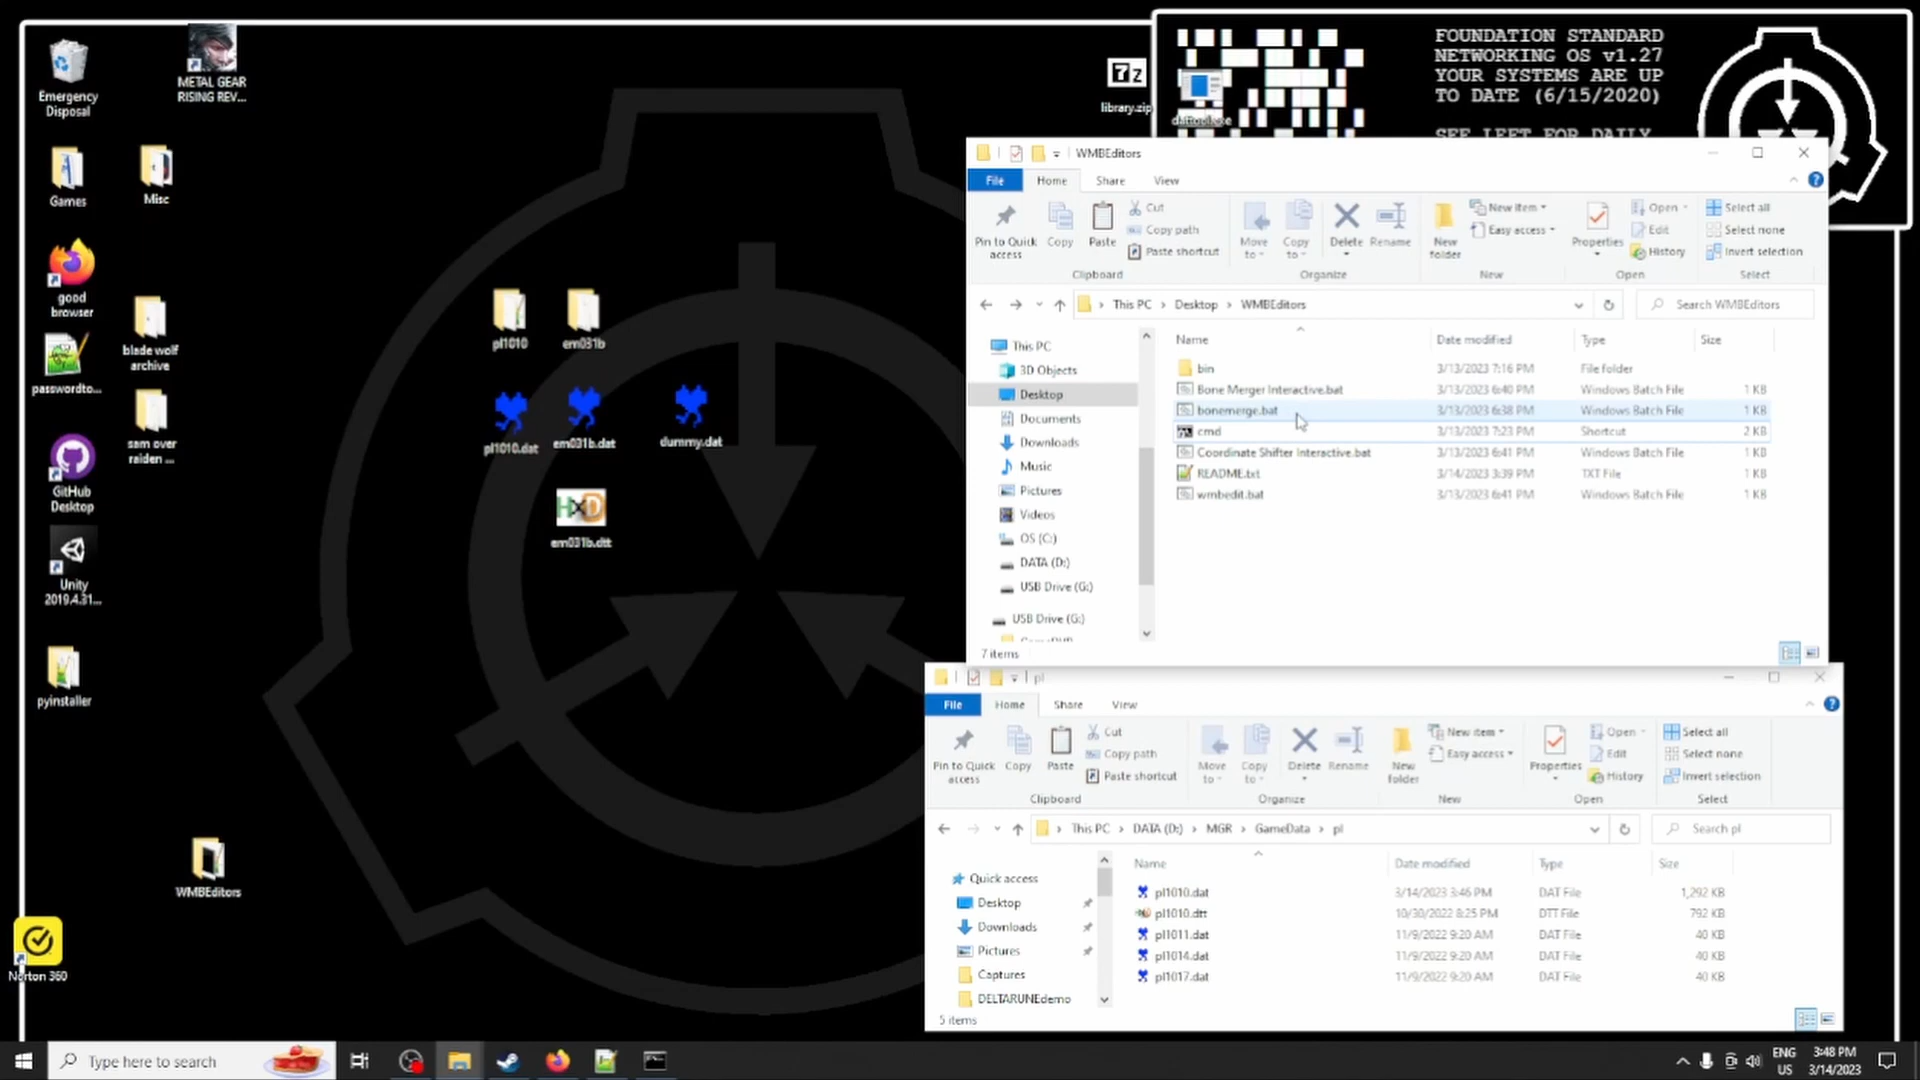 Emergency
Disposal
METAL GEAR
RISING REV...
Games
Misc
good
browser
blade wolf
archive
passwordto...
sam over
raiden ...
GitHub
Desktop
Unity
2019.4.31...
pyinstaller
WMBEditors
Norton 360
pl1010
em031b
pl1010.dat
em031b.dat
dummy.dat
HxD
em031b.dtt
7z
library.zip
FOUNDATION STANDARD
NETWORKING OS v1.27
YOUR SYSTEMS ARE UP
TO DATE (6/15/2020)
SEE LEFT FOR DAILY
WMBEditors
File Home Share View
Pin to Quick
access
Copy
Paste
Cut
Copy path
Paste shortcut
Move
to
Copy
to
Delete
Rename
New
folder
New item
Easy access
Properties
Open
Edit
History
Select all
Select none
Invert selection
Clipboard Organize New Open Select
This PC > Desktop > WMBEditors
Search WMBEditors
This PC
3D Objects
Desktop
Documents
Downloads
Music
Pictures
Videos
OS (C:)
DATA (D:)
USB Drive (G:)
USB Drive (G:)
Name Date modified Type Size
bin 3/13/2023 7:16 PM File folder
Bone Merger Interactive.bat 3/13/2023 6:40 PM Windows Batch File 1 KB
bonemerge.bat 3/13/2023 6:38 PM Windows Batch File 1 KB
cmd 3/13/2023 7:23 PM Shortcut 2 KB
Coordinate Shifter Interactive.bat 3/13/2023 6:41 PM Windows Batch File 1 KB
README.txt 3/14/2023 3:39 PM TXT File 1 KB
wmbedit.bat 3/13/2023 6:41 PM Windows Batch File 1 KB
7 items
pl
File Home Share View
Pin to Quick
access
Copy
Paste
Cut
Copy path
Paste shortcut
Move
to
Copy
to
Delete
Rename
New
folder
New item
Easy access
Properties
Open
Edit
History
Select all
Select none
Invert selection
Clipboard Organize New Open Select
This PC > DATA (D:) > MGR > GameData > pl
Search pl
Quick access
Desktop
Downloads
Pictures
Captures
DELTARUNEdemo
Name Date modified Type Size
pl1010.dat 3/14/2023 3:46 PM DAT File 1,292 KB
pl1010.dtt 10/30/2022 8:25 PM DTT File 792 KB
pl1011.dat 11/9/2022 9:20 AM DAT File 40 KB
pl1014.dat 11/9/2022 9:20 AM DAT File 40 KB
pl1017.dat 11/9/2022 9:20 AM DAT File 40 KB
5 items
Type here to search
ENG
US
3:48 PM
3/14/2023